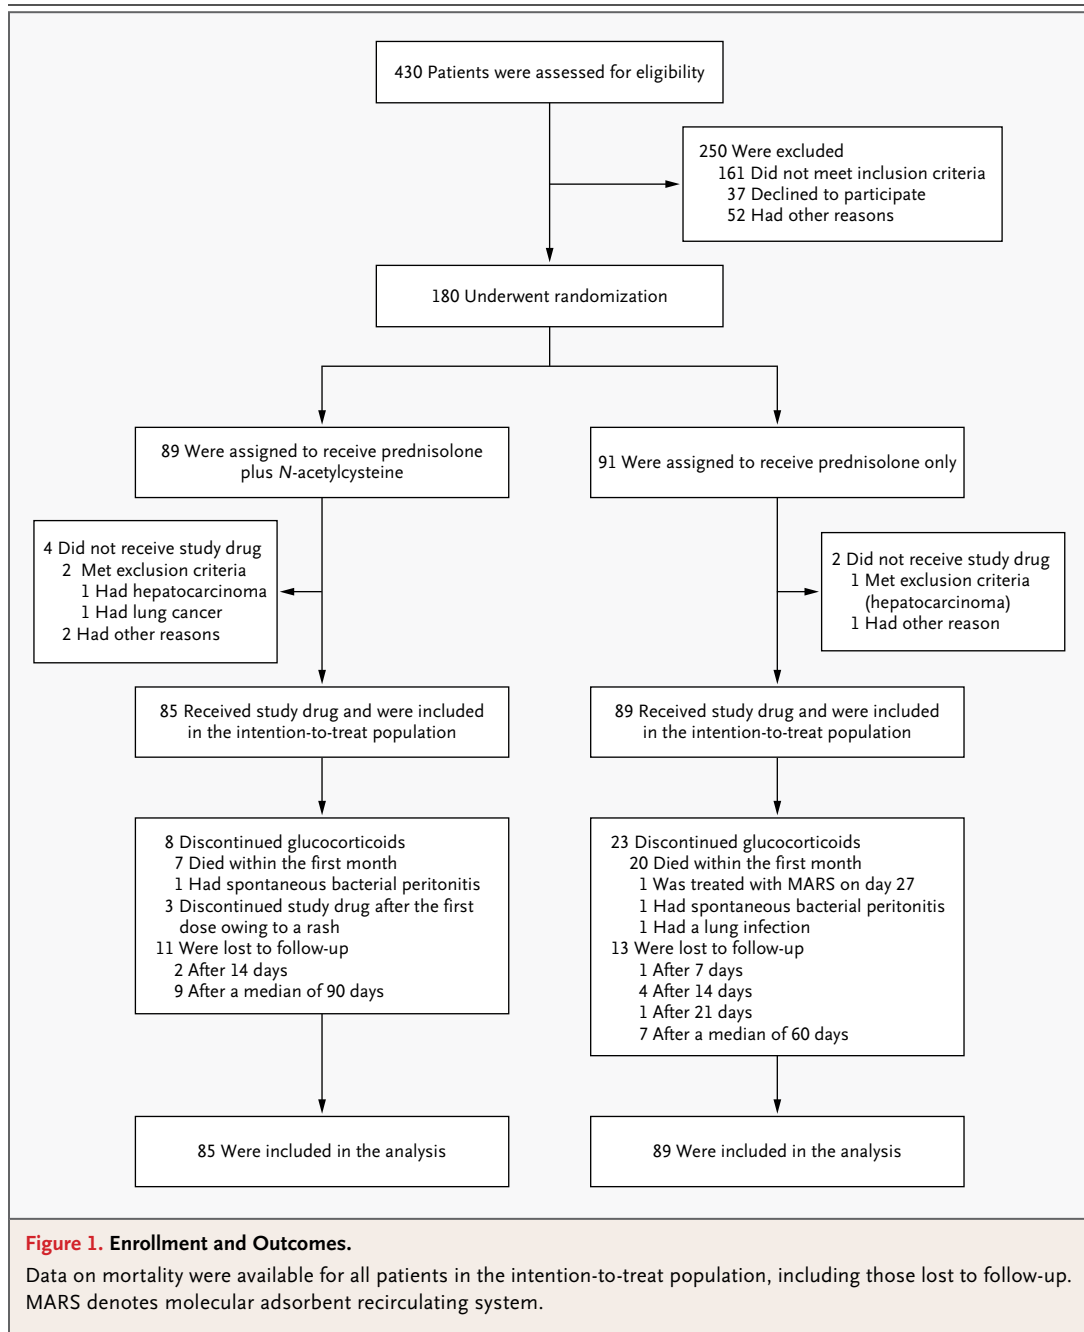 430 Patients were assessed for eligibility
250 Were excluded
161 Did not meet inclusion criteria
37 Declined to participate
52 Had other reasons
180 Underwent randomization
89 Were assigned to receive prednisolone
plus N-acetylcysteine
91 Were assigned to receive prednisolone only
4 Did not receive study drug
2 Met exclusion criteria
1 Had hepatocarcinoma
1 Had lung cancer
2 Had other reasons
2 Did not receive study drug
1 Met exclusion criteria
(hepatocarcinoma)
1 Had other reason
85 Received study drug and were included
in the intention-to-treat population
89 Received study drug and were included
in the intention-to-treat population
8 Discontinued glucocorticoids
7 Died within the first month
1 Had spontaneous bacterial peritonitis
3 Discontinued study drug after the first
dose owing to a rash
11 Were lost to follow-up
2 After 14 days
9 After a median of 90 days
23 Discontinued glucocorticoids
20 Died within the first month
1 Was treated with MARS on day 27
1 Had spontaneous bacterial peritonitis
1 Had a lung infection
13 Were lost to follow-up
1 After 7 days
4 After 14 days
1 After 21 days
7 After a median of 60 days
85 Were included in the analysis
89 Were included in the analysis
Figure 1. Enrollment and Outcomes.
Data on mortality were available for all patients in the intention-to-treat population, including those lost to follow-up.
MARS denotes molecular adsorbent recirculating system.